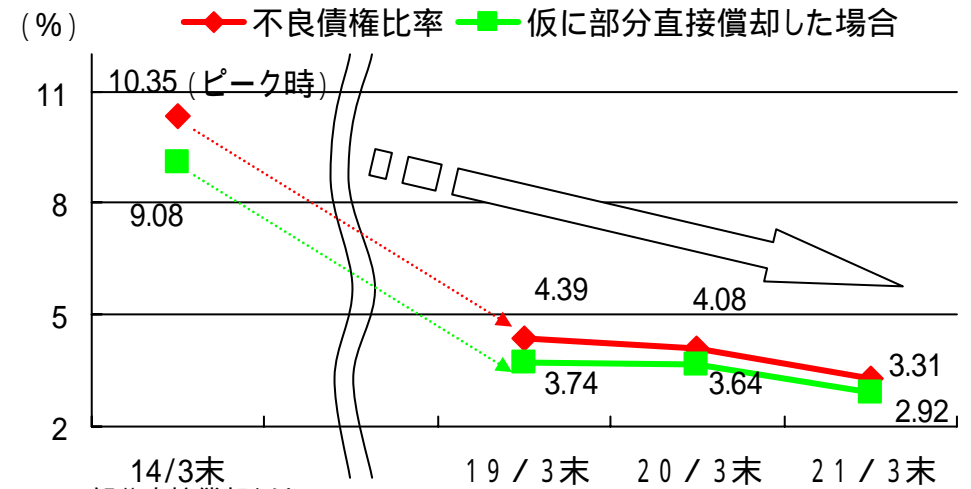 (%)
不良債権比率
仮に部分直接償却した場合
11
10.35 (ピーク時)
8
9.08
4.39
4.08
5
3.74
3.64
3.31
2.92
2
14/3末
19/3末
20/3末
21/3末